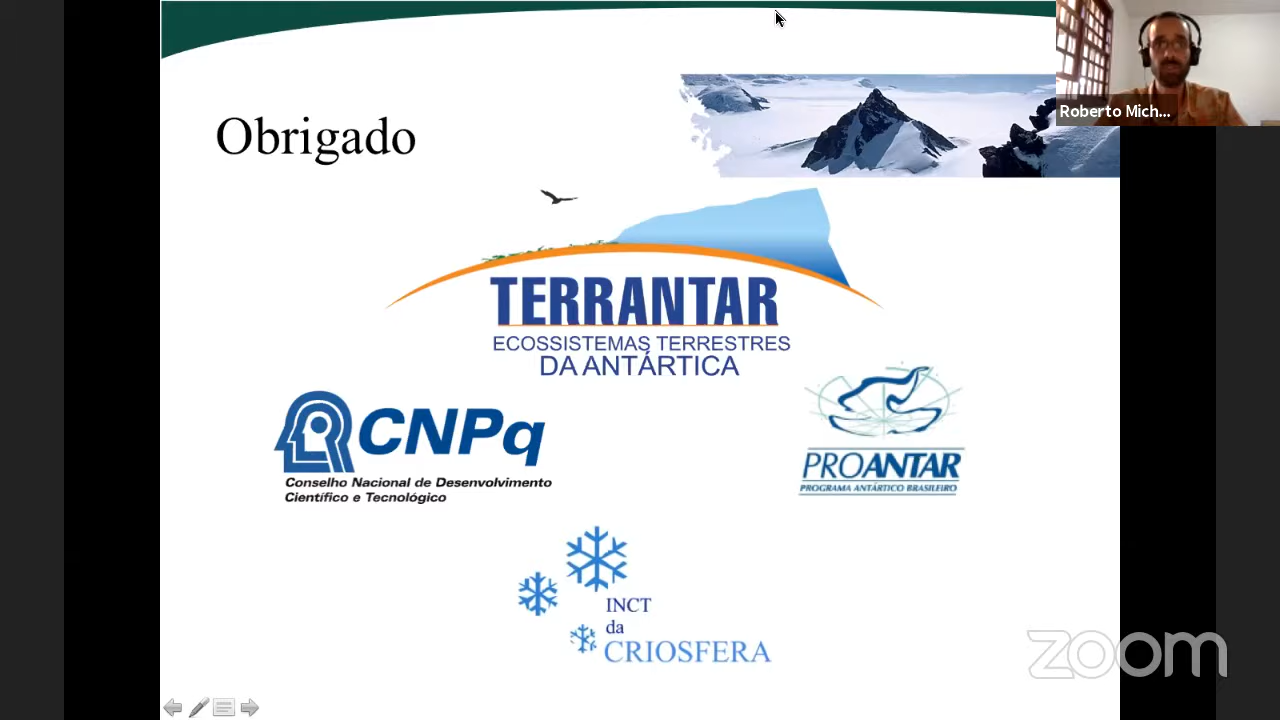 Roberto Mich...
Obrigado
TERRANTAR
ECOSSISTEMAS TERRESTRES
DA ANTÁRTICA
CNPq
Conselho Nacional de Desenvolvimento
Científico e Tecnológico
PROANTAR
PROGRAMA ANTÁRTICO BRASILEIRO
INCT
da
CRIOSFERA
zoom